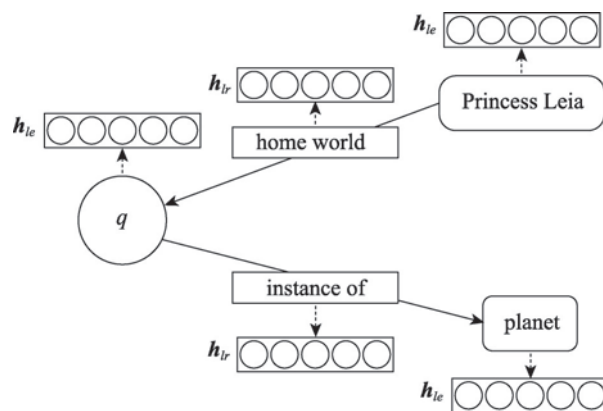 h_le
Princess Leia
h_lr
home world
h_le
q
instance of
h_lr
planet
h_le